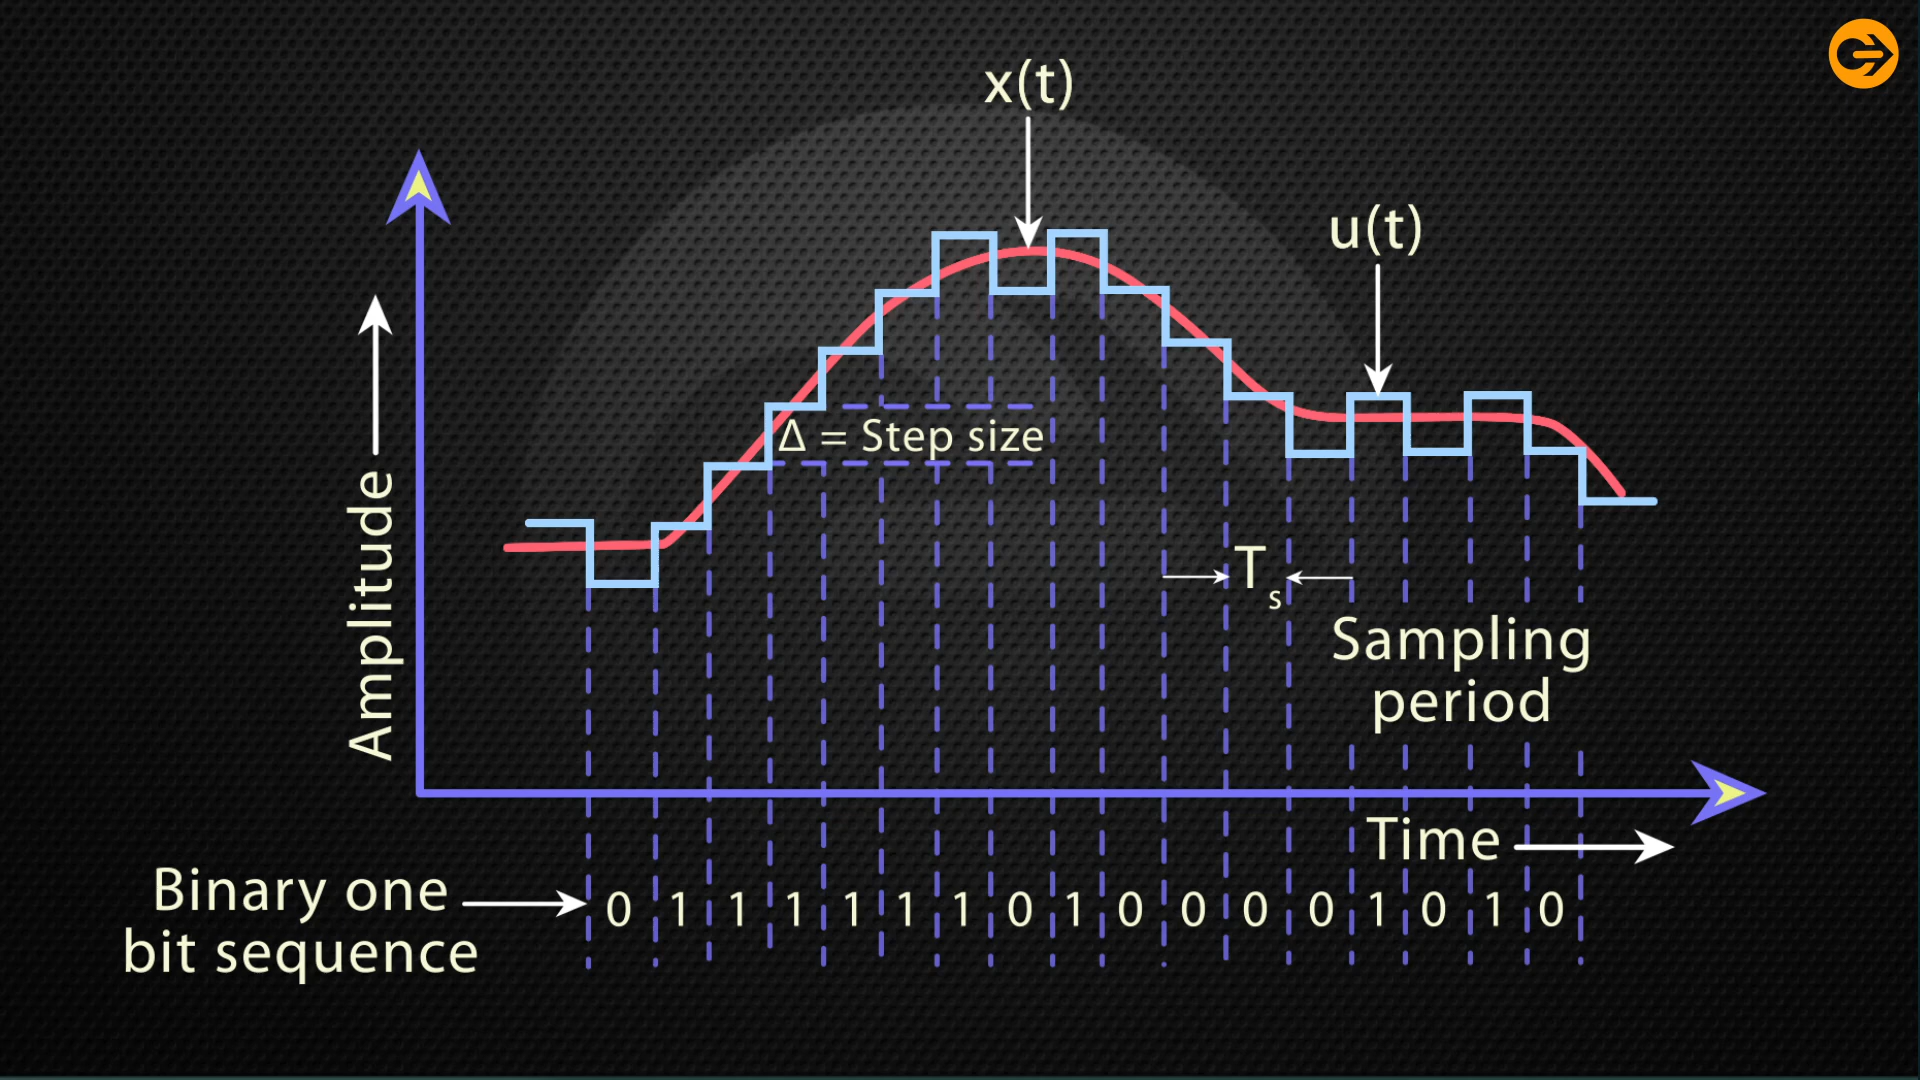 x(t)
u(t)
Amplitude
Δ = Step size
Ts
Sampling
period
Time
Binary one
bit sequence
0 1 1 1 1 1 1 0 1 0 0 0 0 1 0 1 0